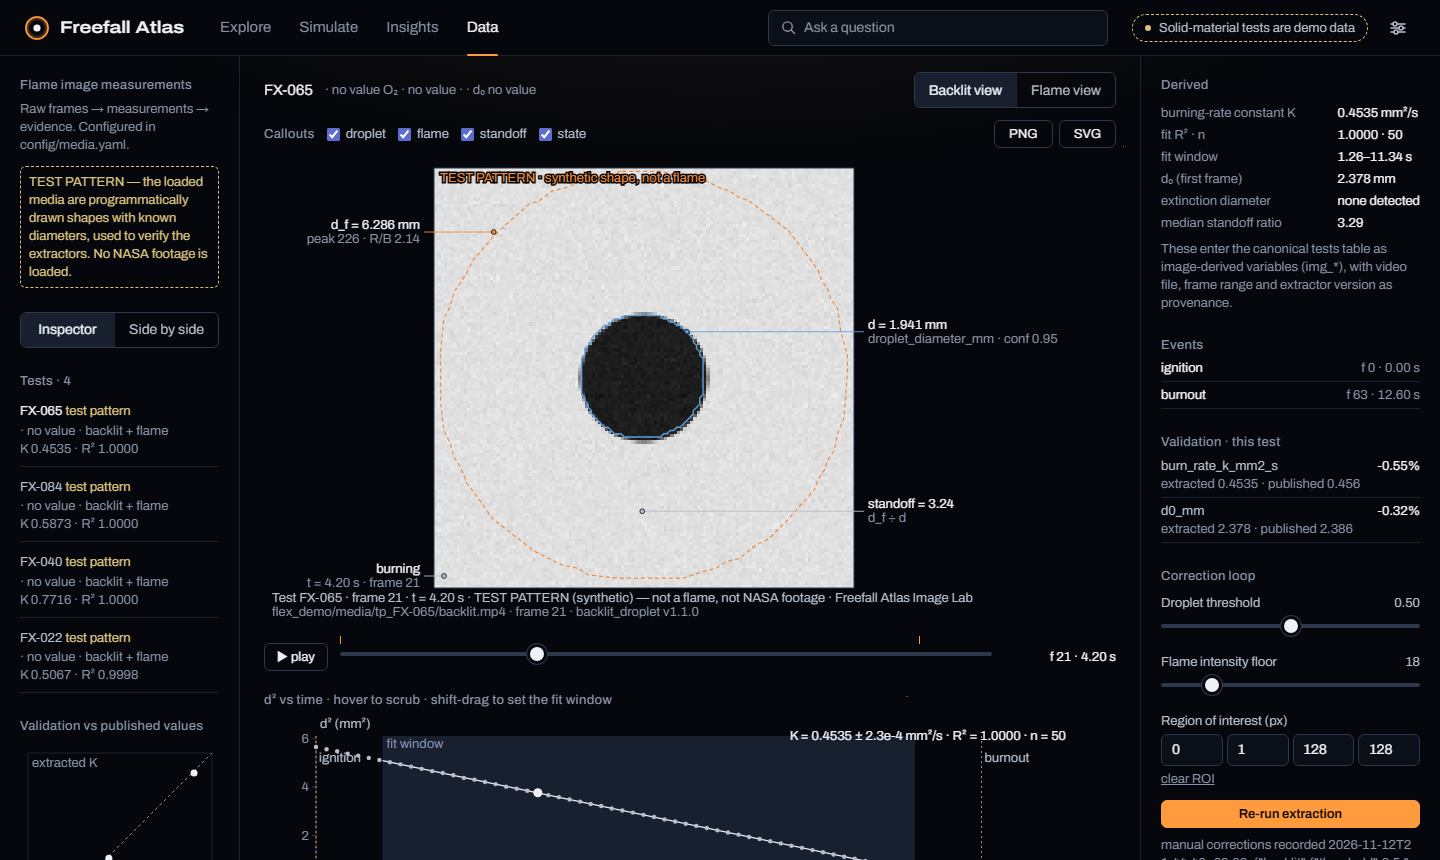 Freefall Atlas
Explore
Simulate
Insights
Data
Ask a question
Solid-material tests are demo data
Flame image measurements
Raw frames → measurements →
evidence. Configured in
config/media.yaml.
TEST PATTERN — the loaded
media are programmatically
drawn shapes with known
diameters, used to verify the
extractors. No NASA footage is
loaded.
Inspector
Side by side
Tests · 4
FX-065 test pattern
· no value · backlit + flame
K 0.4535 · R² 1.0000
FX-084 test pattern
· no value · backlit + flame
K 0.5873 · R² 1.0000
FX-040 test pattern
· no value · backlit + flame
K 0.7716 · R² 1.0000
FX-022 test pattern
· no value · backlit + flame
K 0.5067 · R² 0.9998
Validation vs published values
extracted K
FX-065 · no value O₂ · no value · · d₀ no value
Backlit view
Flame view
Callouts
droplet
flame
standoff
state
PNG
SVG
TEST PATTERN · synthetic shape, not a flame
d_f = 6.286 mm
peak 226 · R/B 2.14
d = 1.941 mm
droplet_diameter_mm · conf 0.95
standoff = 3.24
d_f ÷ d
burning
t = 4.20 s · frame 21
Test FX-065 · frame 21 · t = 4.20 s · TEST PATTERN (synthetic) — not a flame, not NASA footage · Freefall Atlas Image Lab
flex_demo/media/tp_FX-065/backlit.mp4 · frame 21 · backlit_droplet v1.1.0
▶ play
f 21 · 4.20 s
d² vs time · hover to scrub · shift-drag to set the fit window
d² (mm²)
K = 0.4535 ± 2.3e-4 mm²/s · R² = 1.0000 · n = 50
6
fit window
ignition
burnout
4
2
Derived
burning-rate constant K 0.4535 mm²/s
fit R² · n 1.0000 · 50
fit window 1.26–11.34 s
d₀ (first frame) 2.378 mm
extinction diameter none detected
median standoff ratio 3.29
These enter the canonical tests table as
image-derived variables (img_*), with video
file, frame range and extractor version as
provenance.
Events
ignition f 0 · 0.00 s
burnout f 63 · 12.60 s
Validation · this test
burn_rate_k_mm2_s -0.55%
extracted 0.4535 · published 0.456
d0_mm -0.32%
extracted 2.378 · published 2.386
Correction loop
Droplet threshold 0.50
Flame intensity floor 18
Region of interest (px)
0 1 128 128
clear ROI
Re-run extraction
manual corrections recorded 2026-11-12T2